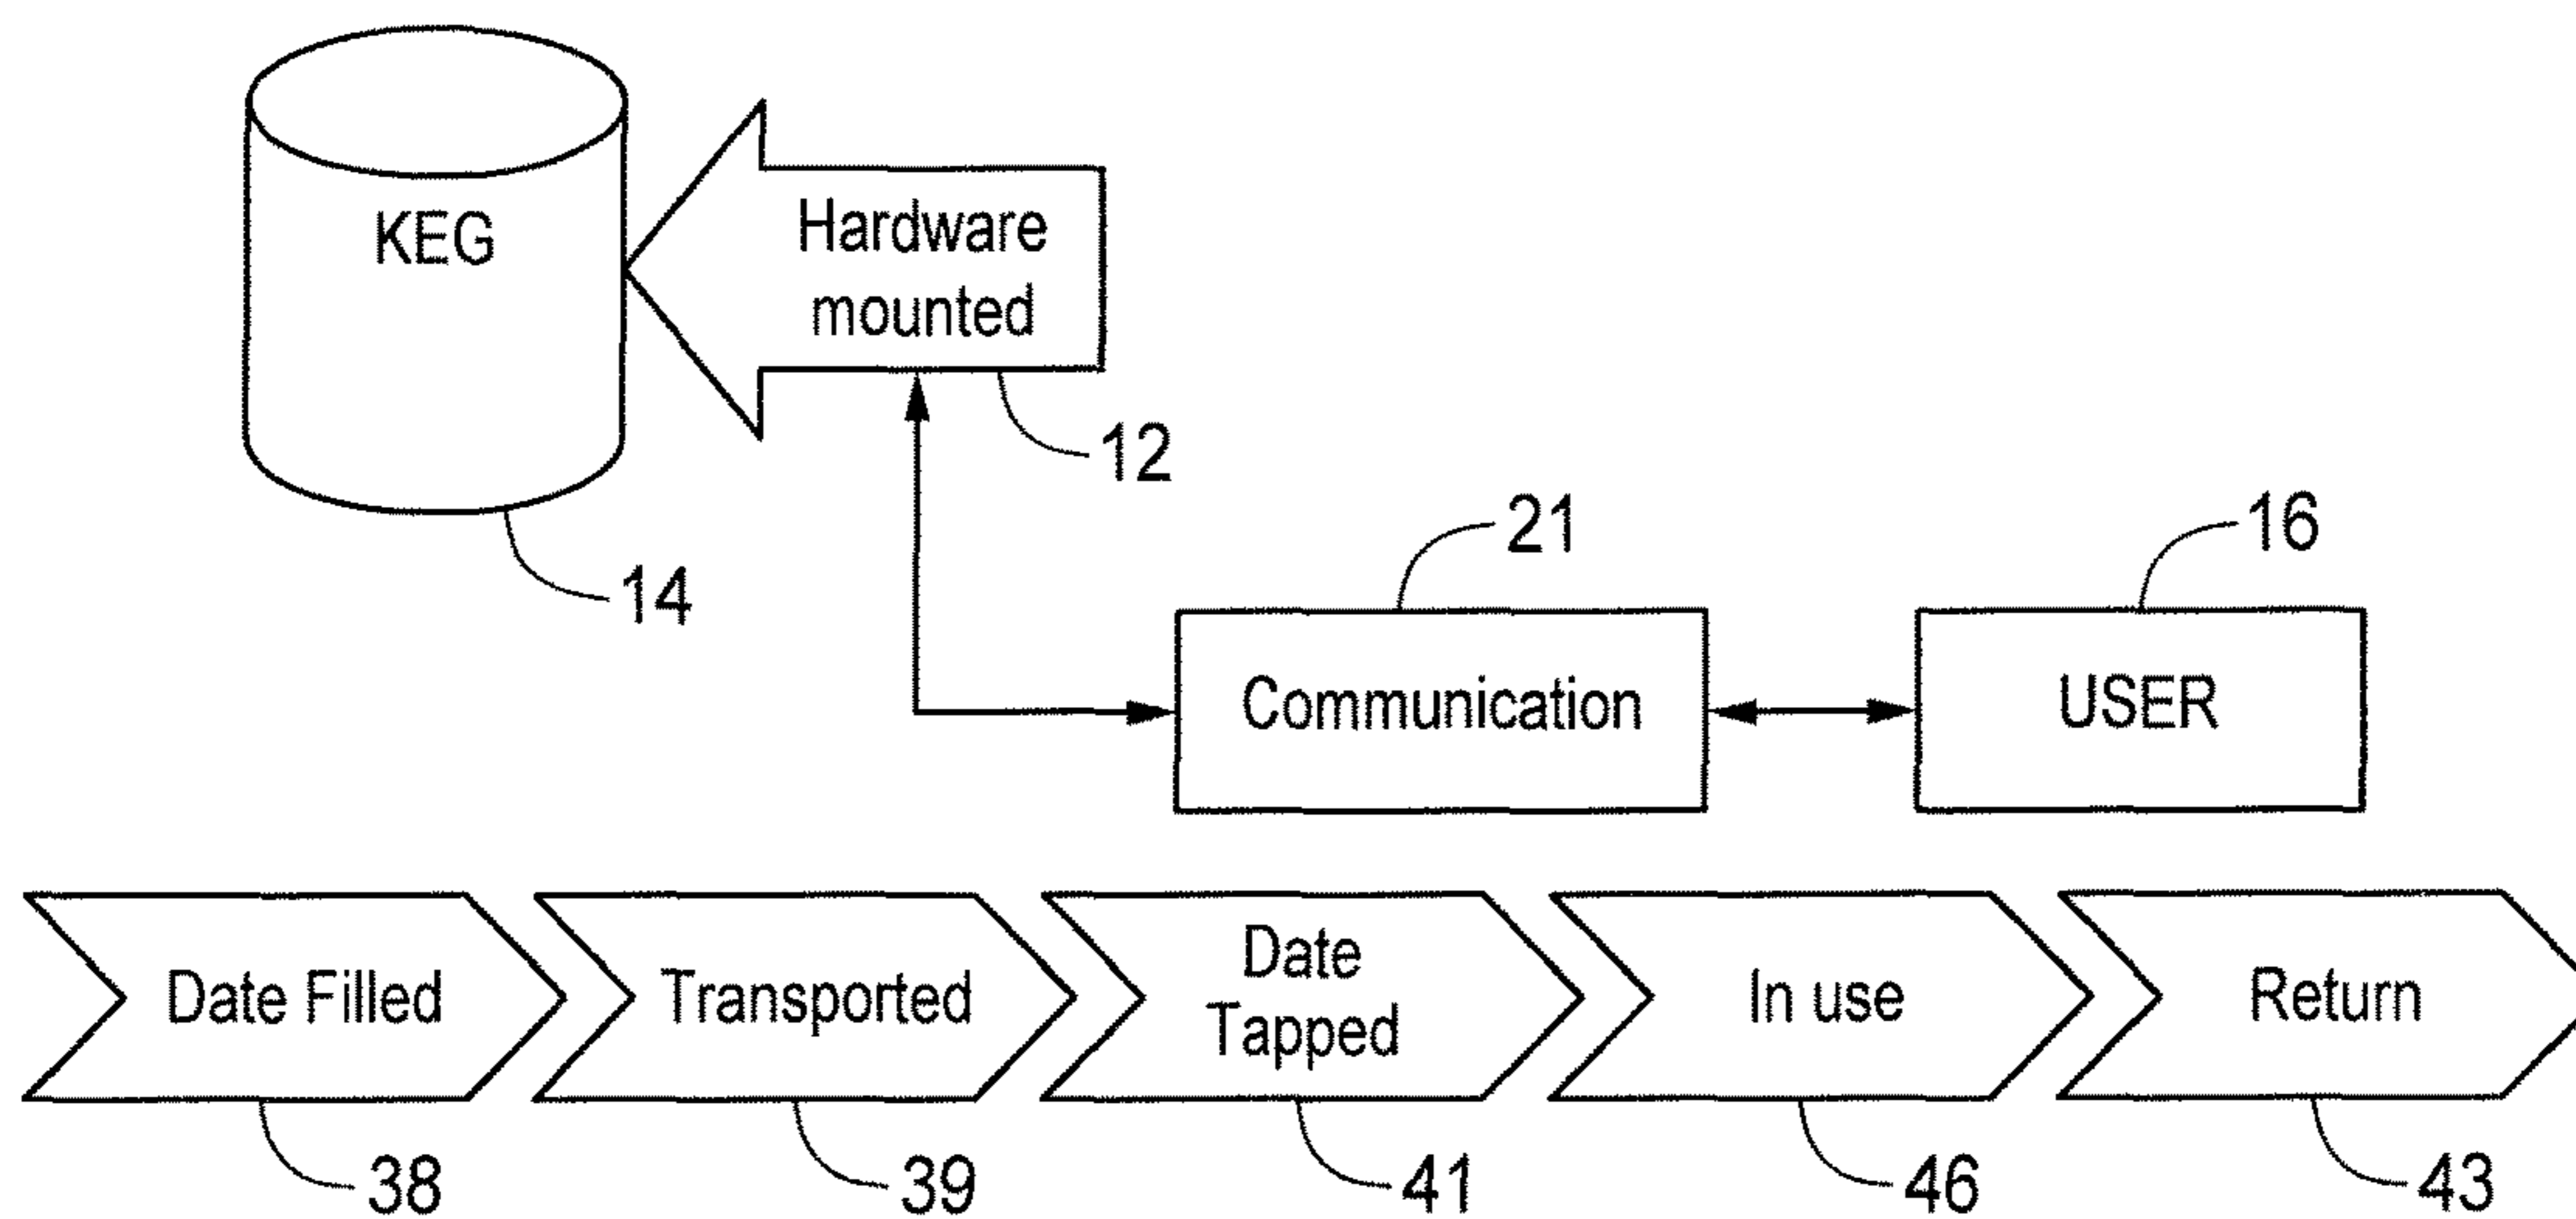 KEG
Hardware
mounted
12
14
21
16
Communication
USER
Date Filled
Transported
Date
Tapped
In use
Return
38
39
41
46
43